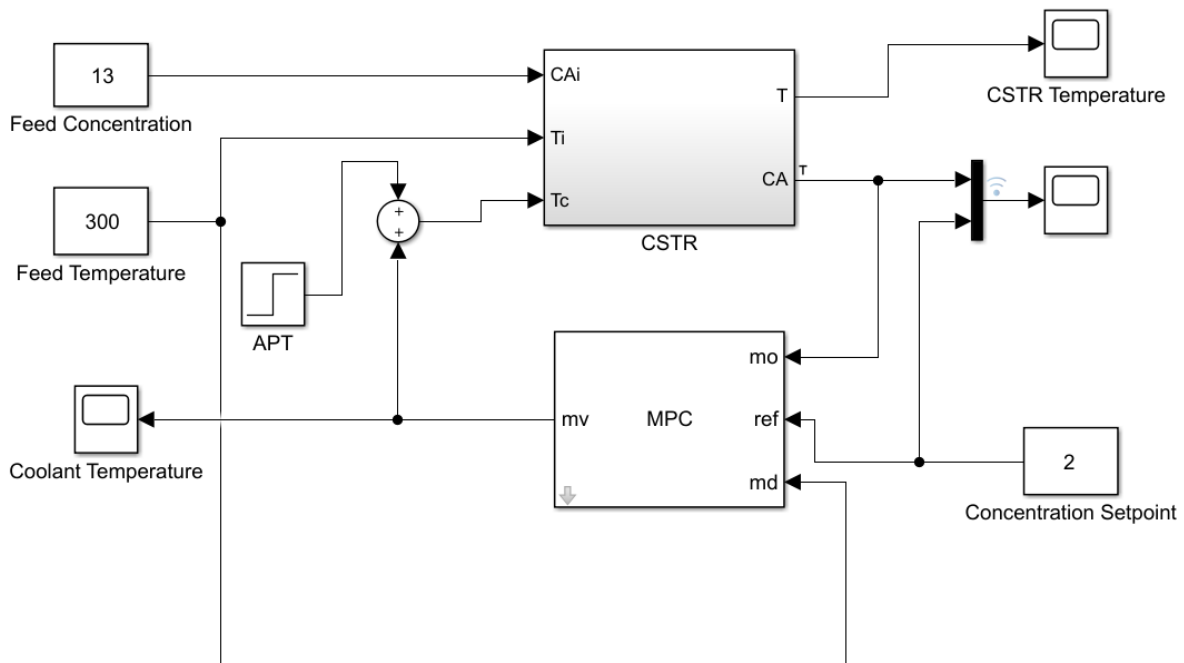 13
Feed Concentration
300
Feed Temperature
APT
+
+
CAi
Ti
Tc
T
CA
T
CSTR
CSTR Temperature
Coolant Temperature
mv
MPC
mo
ref
md
2
Concentration Setpoint